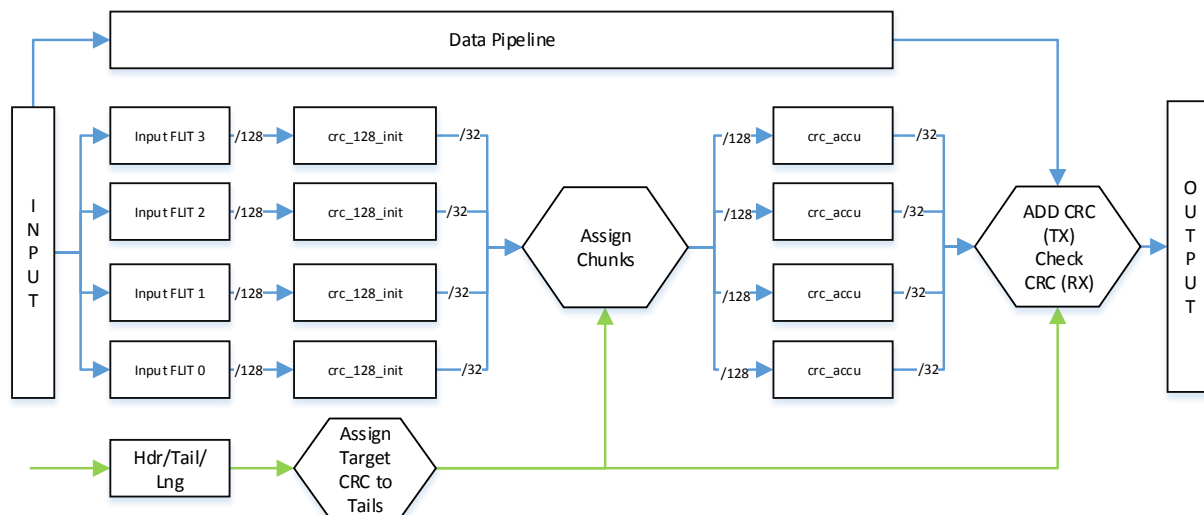 Data Pipeline
I
N
P
U
T
Input FLIT 3
/128
crc_128_init
/32
Input FLIT 2
/128
crc_128_init
/32
Input FLIT 1
/128
crc_128_init
/32
Input FLIT 0
/128
crc_128_init
/32
Assign
Chunks
/128
crc_accu
/32
/128
crc_accu
/32
/128
crc_accu
/32
/128
crc_accu
/32
ADD CRC
(TX)
Check
CRC (RX)
O
U
T
P
U
T
Hdr/Tail/
Lng
Assign
Target
CRC to
Tails